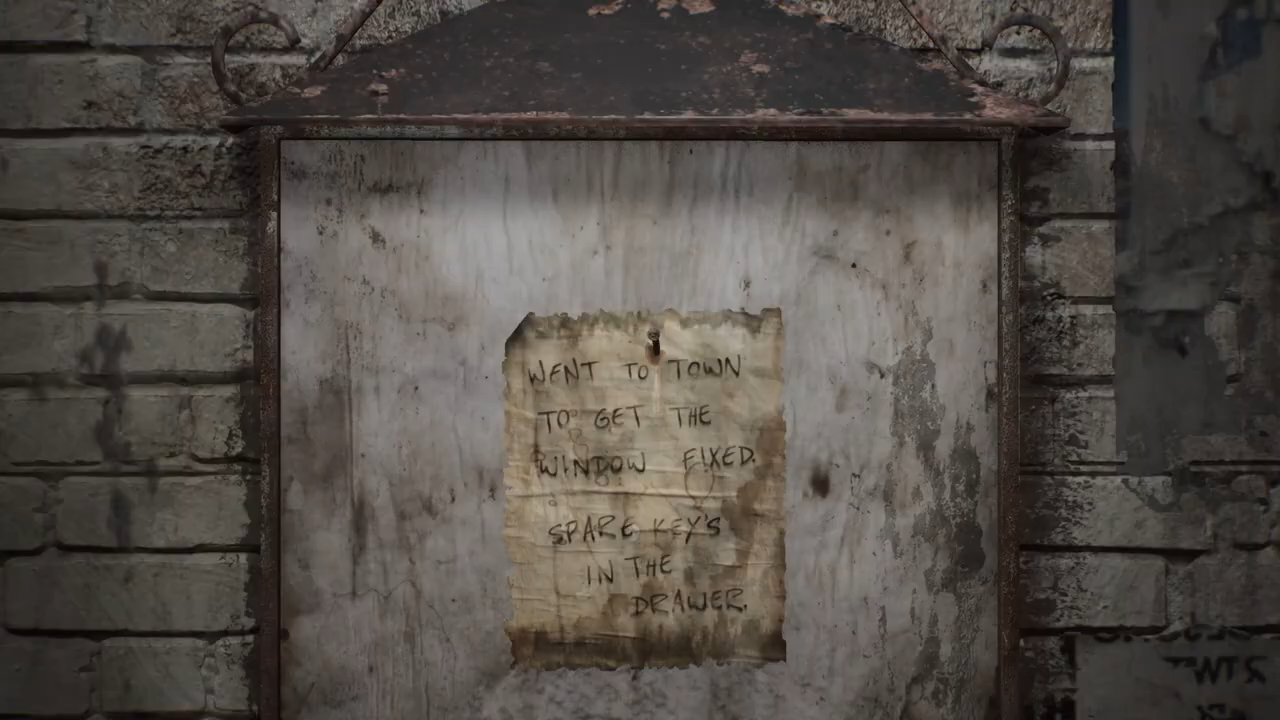 WENT TO TOWN
TO GET THE
WINDOW FIXED.
SPARE KEY'S
IN THE
DRAWER.